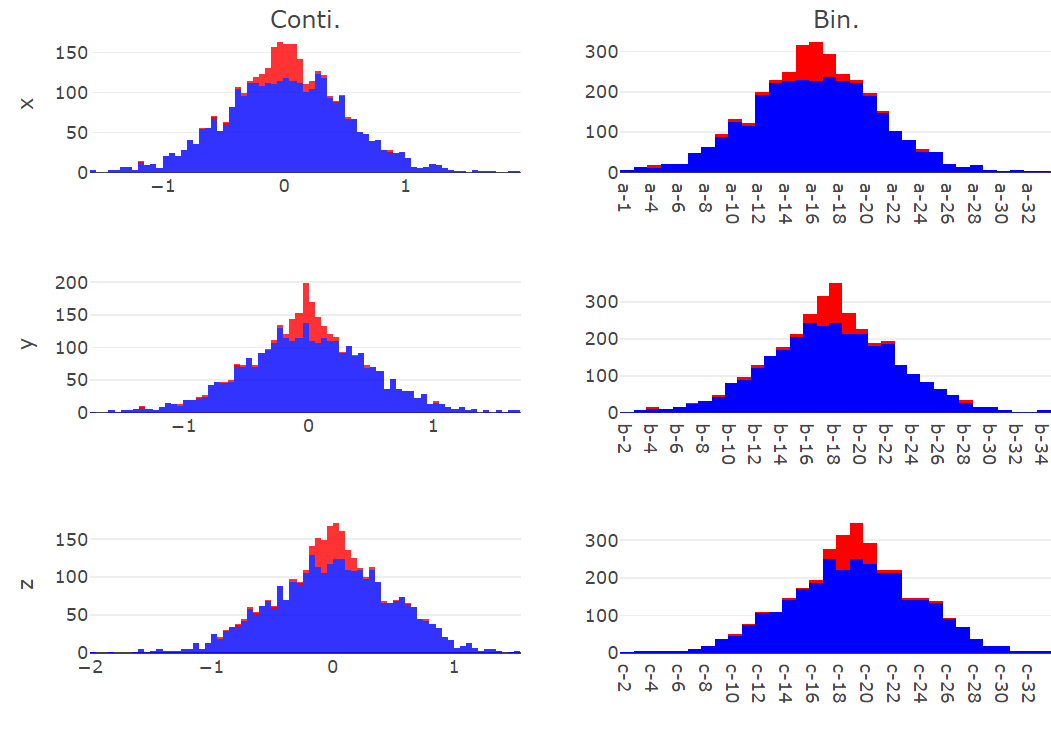 Conti.
Bin.
x
150
100
50
0
−1
0
1
300
200
100
0
a-1
a-4
a-6
a-8
a-10
a-12
a-14
a-16
a-18
a-20
a-22
a-24
a-26
a-28
a-30
a-32
y
200
150
100
50
0
−1
0
1
300
200
100
0
b-2
b-4
b-6
b-8
b-10
b-12
b-14
b-16
b-18
b-20
b-22
b-24
b-26
b-28
b-30
b-32
b-34
z
150
100
50
0
−2
−1
0
1
300
200
100
0
c-2
c-4
c-6
c-8
c-10
c-12
c-14
c-16
c-18
c-20
c-22
c-24
c-26
c-28
c-32